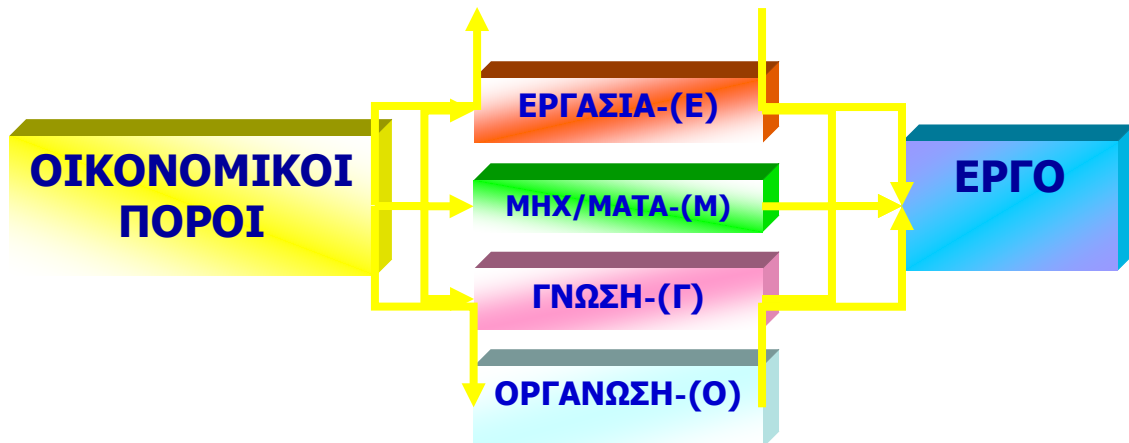 ΟΙΚΟΝΟΜΙΚΟΙ
ΠΟΡΟΙ
ΕΡΓΑΣΙΑ-(Ε)
ΜΗΧ/ΜΑΤΑ-(Μ)
ΓΝΩΣΗ-(Γ)
ΟΡΓΑΝΩΣΗ-(Ο)
ΕΡΓΟ